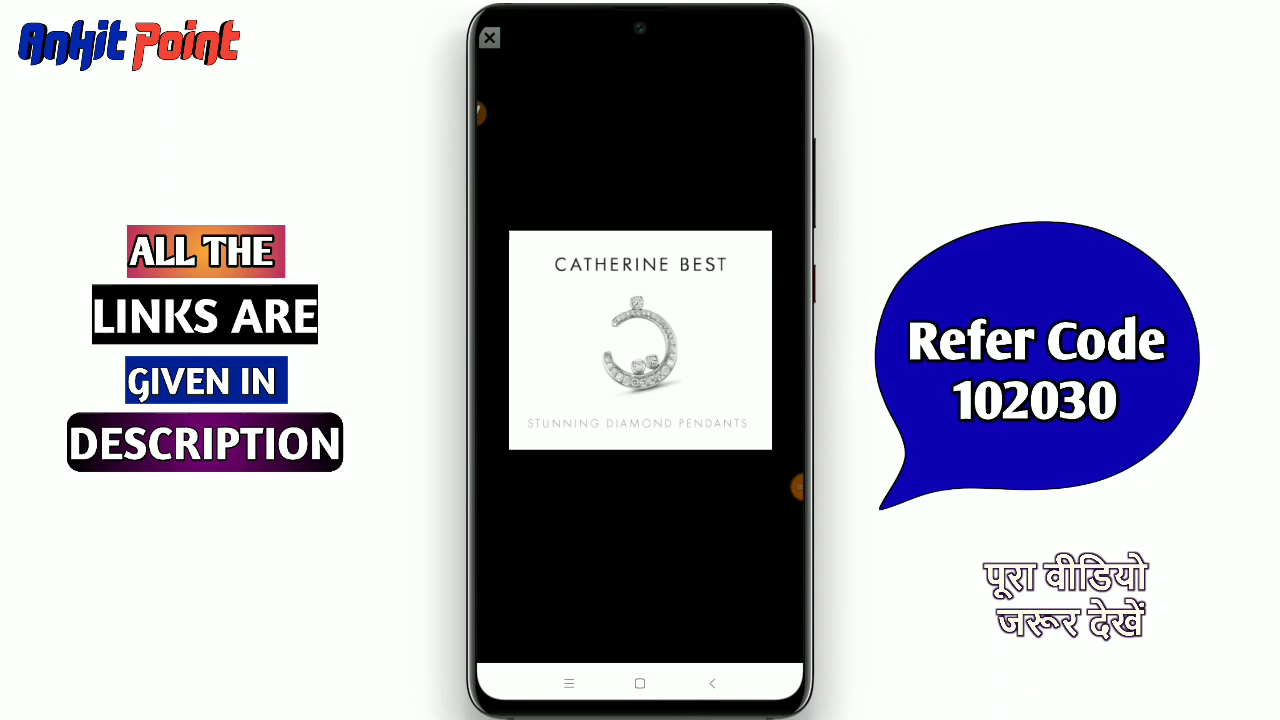 Ankit Point
ALL THE
LINKS ARE
GIVEN IN
DESCRIPTION
CATHERINE BEST
STUNNING DIAMOND PENDANTS
Refer Code
102030
पूरा वीडियो
जरूर देखें